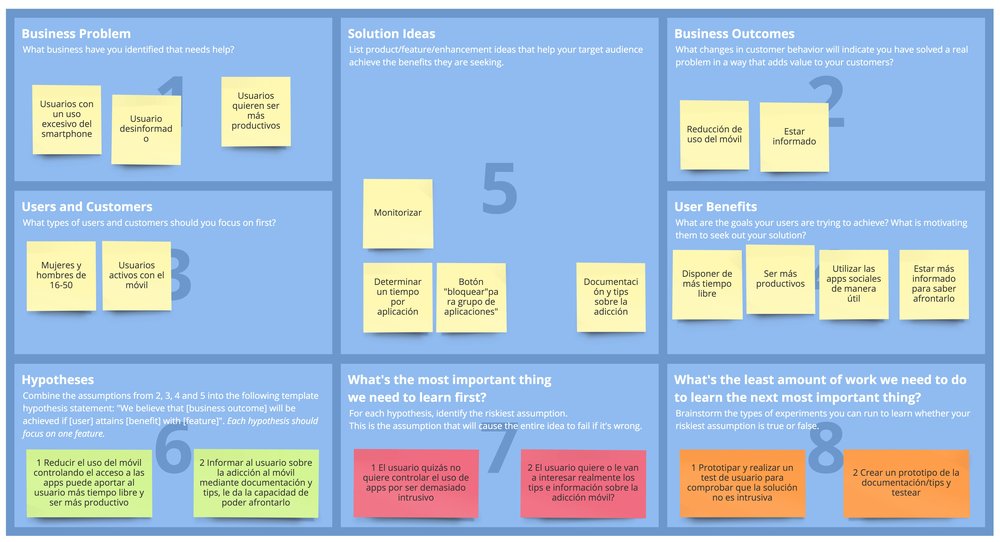 Business Problem
What business have you identified that needs help?
1
Usuarios con
un uso
excesivo del
smartphone
Usuario
desinformad
o
Usuarios
quieren ser
más
productivos
Solution Ideas
List product/feature/enhancement ideas that help your target audience
achieve the benefits they are seeking.
5
Monitorizar
Determinar
un tiempo
por
aplicación
Botón
"bloquear"pa
ra grupo de
aplicaciones"
Documentaci
ón y tips
sobre la
adicción
Business Outcomes
What changes in customer behavior will indicate you have solved a real
problem in a way that adds value to your customers?
2
Reducción de
uso del móvil
Estar
informado
Users and Customers
What types of users and customers should you focus on first?
3
Mujeres y
hombres de
16-50
Usuarios
activos con el
móvil
User Benefits
What are the goals your users are trying to achieve? What is motivating
them to seek out your solution?
Disponer de
más tiempo
libre
Ser más
productivos
Utilizar las
apps sociales
de manera
útil
Estar más
informado
para saber
afrontarlo
Hypotheses
Combine the assumptions from 2, 3, 4 and 5 into the following template
hypothesis statement: "We believe that [business outcome] will be
achieved if [user] attains [benefit] with [feature]". Each hypothesis should
focus on one feature.
6
1 Reducir el uso del móvil
controlando el acceso a las
apps puede aportar al
usuario más tiempo libre y
ser más productivo
2 Informar al usuario sobre
la adicción al móvil
mediante documentación y
tips, le da la capacidad de
poder afrontarlo
What's the most important thing
we need to learn first?
For each hypothesis, identify the riskiest assumption.
This is the assumption that will cause the entire idea to fail if it's wrong.
7
1 El usuario quizás no
quiere controlar el uso de
apps por ser demasiado
intrusivo
2 El usuario quiere o le van
a interesar realmente los
tips e información sobre la
adicción móvil?
What's the least amount of work we need to do
to learn the next most important thing?
Brainstorm the types of experiments you can run to learn whether your
riskiest assumption is true or false.
8
1 Prototipar y realizar un
test de usuario para
comprobar que la solución
no es intrusiva
2 Crear un prototipo de la
documentación/tips y
testear